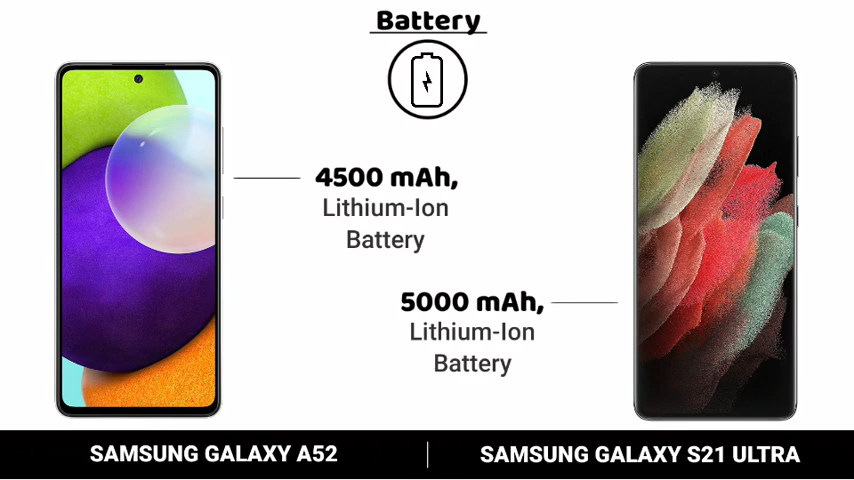 Battery
4500 mAh,
Lithium-Ion
Battery
5000 mAh,
Lithium-Ion
Battery
SAMSUNG GALAXY A52
SAMSUNG GALAXY S21 ULTRA